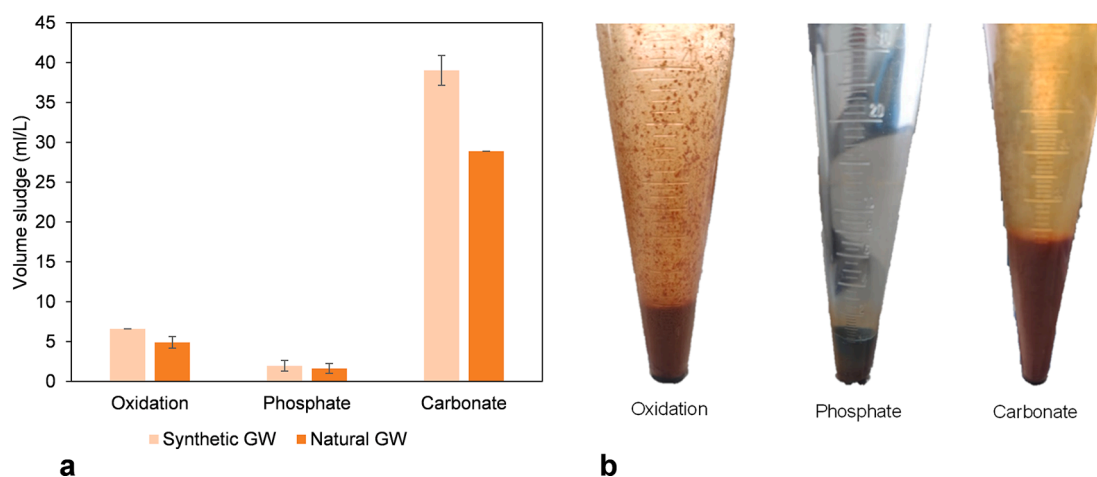 45
40
35
30
25
20
15
10
5
0
Volume sludge (ml/L)
Oxidation Phosphate Carbonate
Synthetic GW Natural GW
a
20
Oxidation Phosphate Carbonate
b